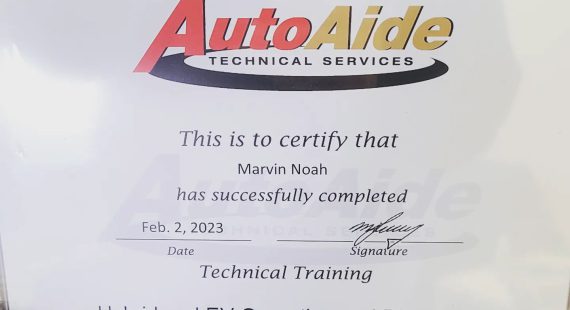 AutoAide
TECHNICAL SERVICES
This is to certify that
Marvin Noah
has successfully completed
Feb. 2, 2023
Date Signature
Technical Training